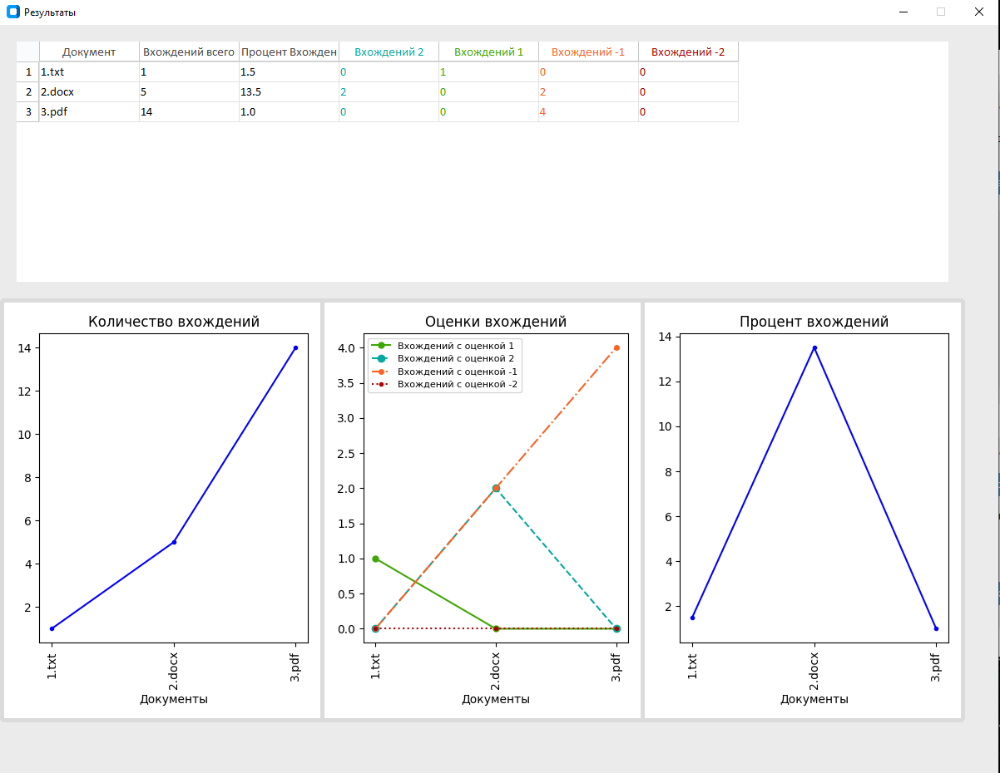 Результаты
Документ Вхождений всего Процент Вхожден Вхождений 2 Вхождений 1 Вхождений -1 Вхождений -2
1 1.txt 1 1.5 0 1 0 0
2 2.docx 5 13.5 2 0 2 0
3 3.pdf 14 1.0 0 0 4 0
Количество вхождений
14
12
10
8
6
4
2
1.txt 2.docx 3.pdf
Документы
Оценки вхождений
Вхождений с оценкой 1
Вхождений с оценкой 2
Вхождений с оценкой -1
Вхождений с оценкой -2
4.0
3.5
3.0
2.5
2.0
1.5
1.0
0.5
0.0
1.txt 2.docx 3.pdf
Документы
Процент вхождений
14
12
10
8
6
4
2
1.txt 2.docx 3.pdf
Документы